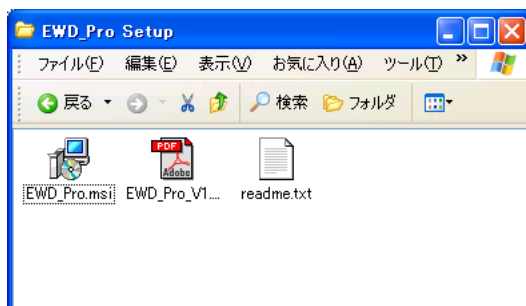 EWD_Pro Setup
ファイル(F) 編集(E) 表示(V) お気に入り(A) ツール(T) »
戻る 検索 フォルダ
PDF
Adobe
EWD_Pro.msi EWD_Pro_V1.... readme.txt